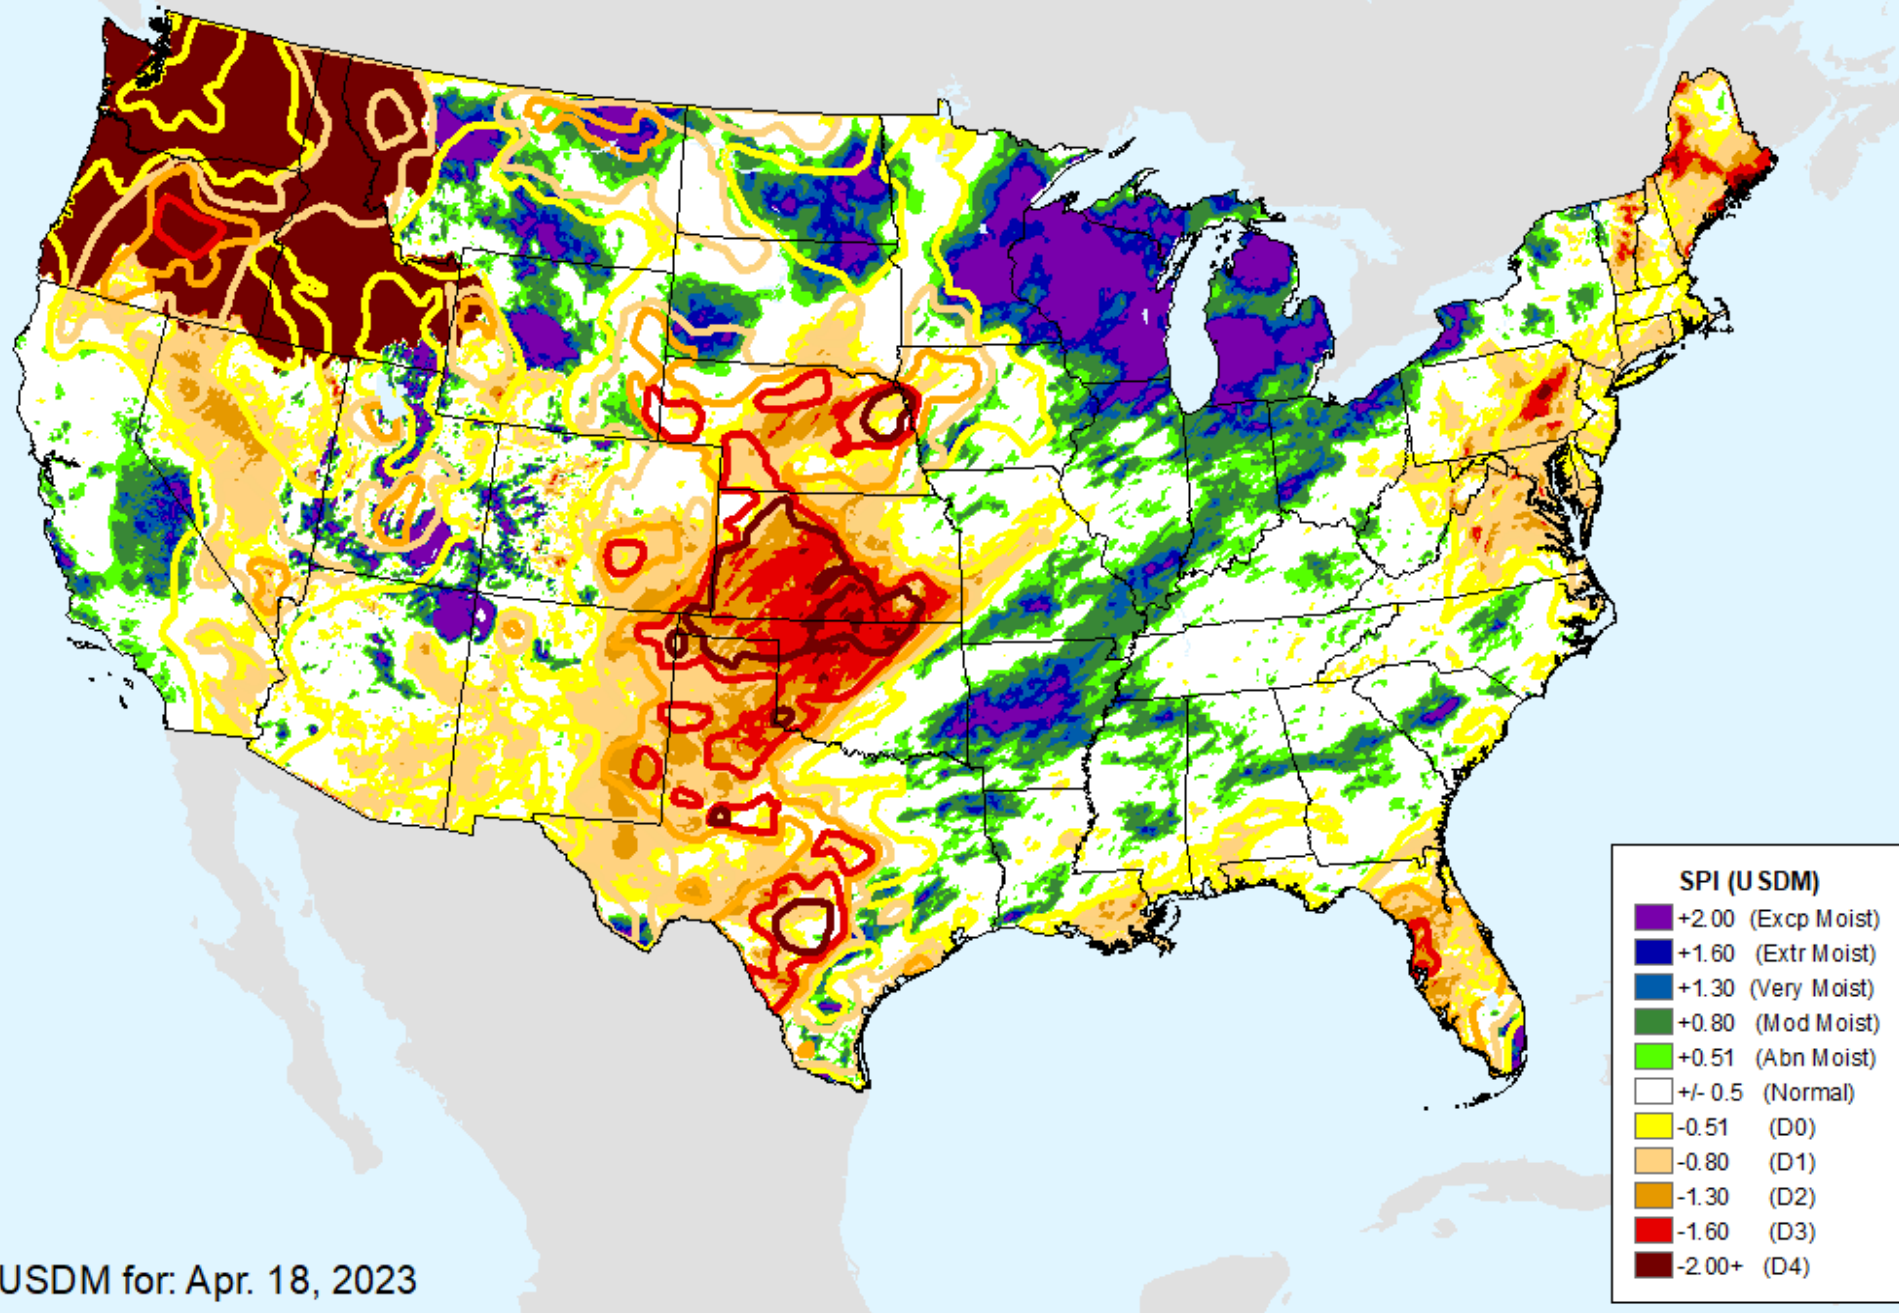 SPI (USDM)
+2.00 (Excp Moist)
+1.60 (Extr Moist)
+1.30 (Very Moist)
+0.80 (Mod Moist)
+0.51 (Abn Moist)
+/- 0.5 (Normal)
-0.51 (D0)
-0.80 (D1)
-1.30 (D2)
-1.60 (D3)
-2.00+ (D4)
USDM for: Apr. 18, 2023